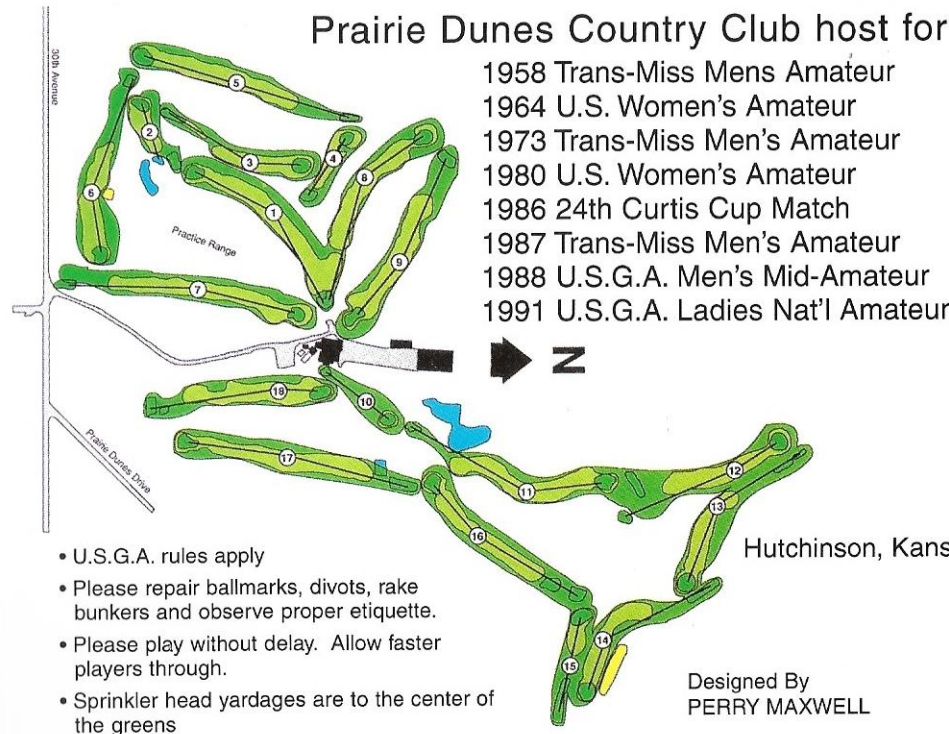 Prairie Dunes Country Club host for
1958 Trans-Miss Mens Amateur
1964 U.S. Women's Amateur
1973 Trans-Miss Men's Amateur
1980 U.S. Women's Amateur
1986 24th Curtis Cup Match
1987 Trans-Miss Men's Amateur
1988 U.S.G.A. Men's Mid-Amateur
1991 U.S.G.A. Ladies Nat'l Amateur
30th Avenue
5
2
3
4
8
6
1
Practice Range
9
7
N
18
10
17
11
12
13
16
Prairie Dunes Drive
Hutchinson, Kans
14
15
• U.S.G.A. rules apply
• Please repair ballmarks, divots, rake
bunkers and observe proper etiquette.
• Please play without delay. Allow faster
players through.
• Sprinkler head yardages are to the center of
the greens
Designed By
PERRY MAXWELL